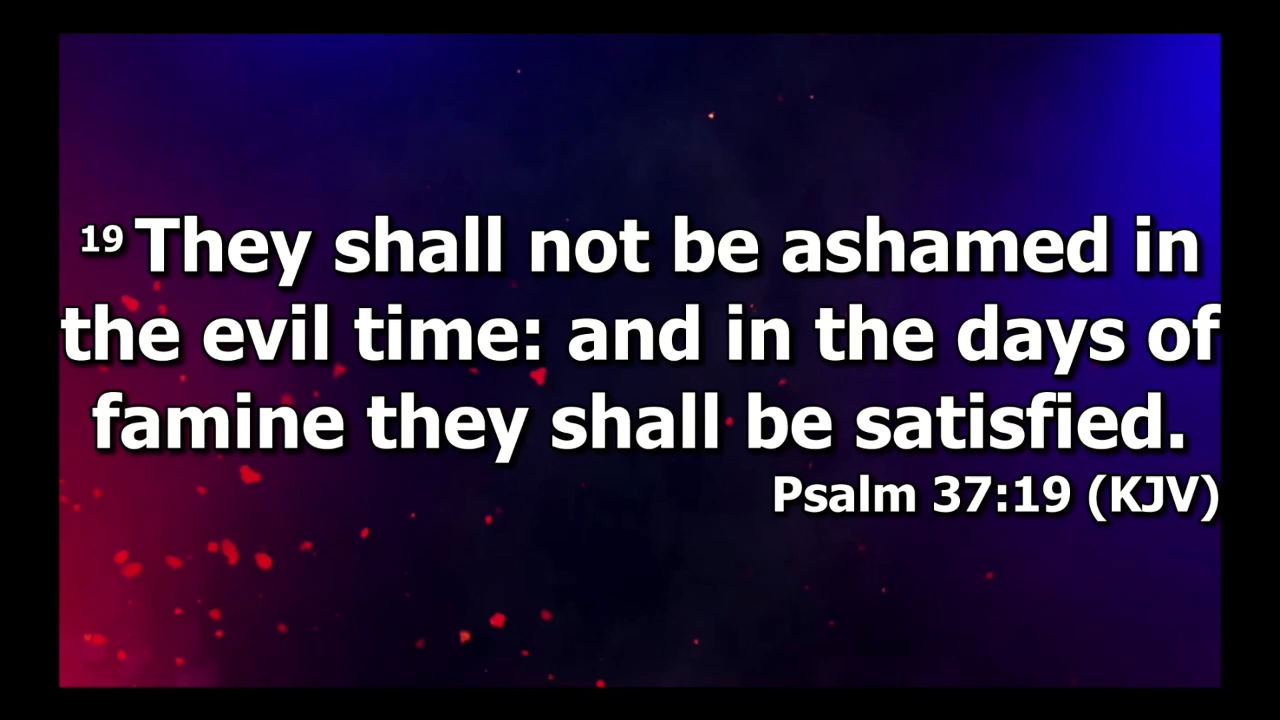 19 They shall not be ashamed in
the evil time: and in the days of
famine they shall be satisfied.
Psalm 37:19 (KJV)